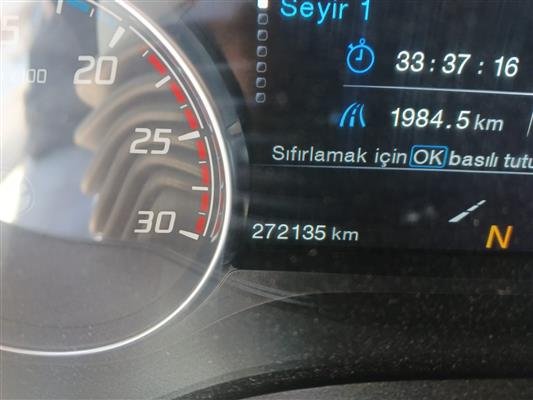 Seyir 1
33:37:16
1984.5 km
Sıfırlamak için OK basılı tutu
272135 km
N
20
25
30